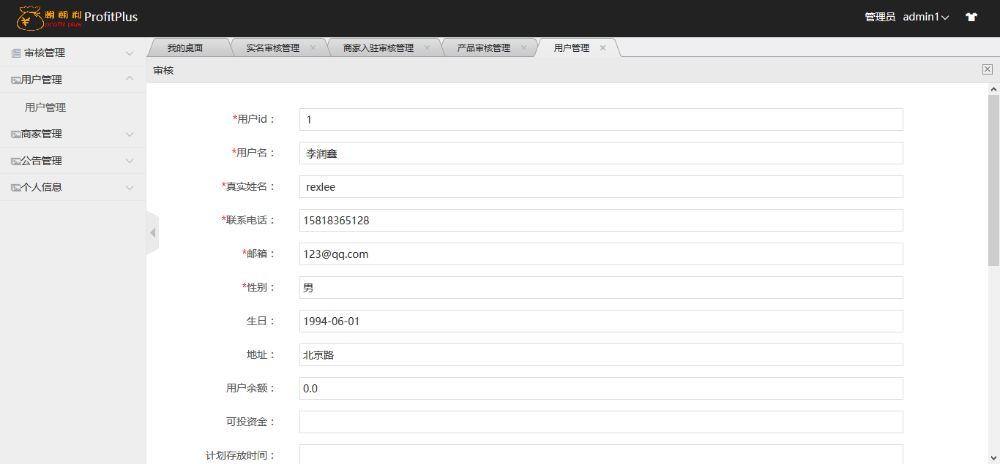 朝朝利 ProfitPlus
profit plus
管理员 admin1
审核管理
用户管理
用户管理
商家管理
公告管理
个人信息
我的桌面
实名审核管理
商家入驻审核管理
产品审核管理
用户管理
审核
*用户id： 1
*用户名： 李润鑫
*真实姓名： rexlee
*联系电话： 15818365128
*邮箱： 123@qq.com
*性别： 男
生日： 1994-06-01
地址： 北京路
用户余额： 0.0
可投资金：
计划存放时间：